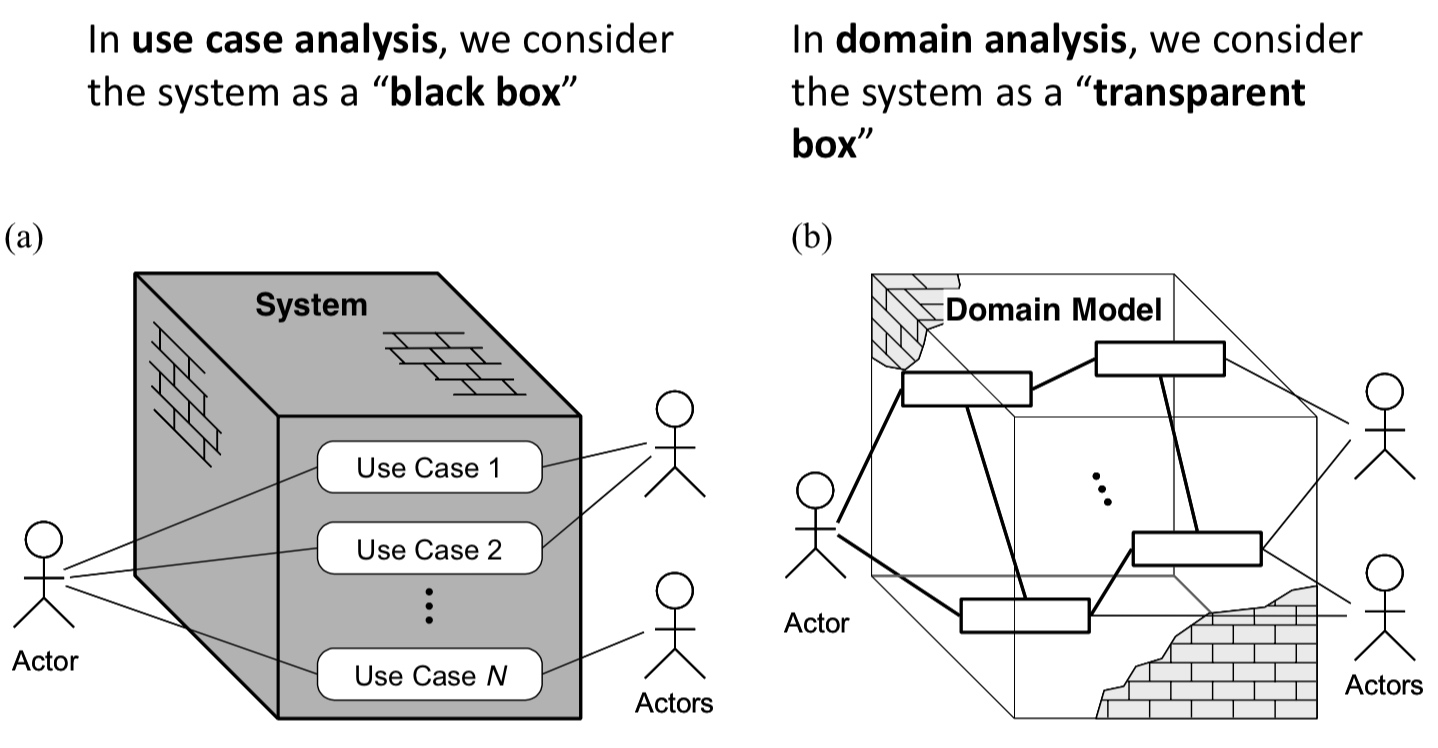 In use case analysis, we consider
the system as a “black box”
In domain analysis, we consider
the system as a “transparent
box”
(a)
System
Use Case 1
Use Case 2
Use Case N
Actor
Actors
(b)
Domain Model
Actor
Actors